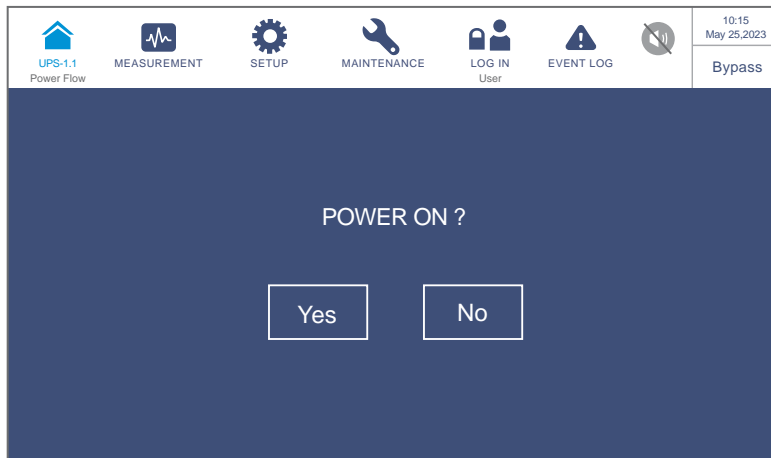 UPS-1.1
Power Flow
MEASUREMENT
SETUP
MAINTENANCE
LOG IN
User
EVENT LOG
10:15
May 25,2023
Bypass
POWER ON ?
Yes
No